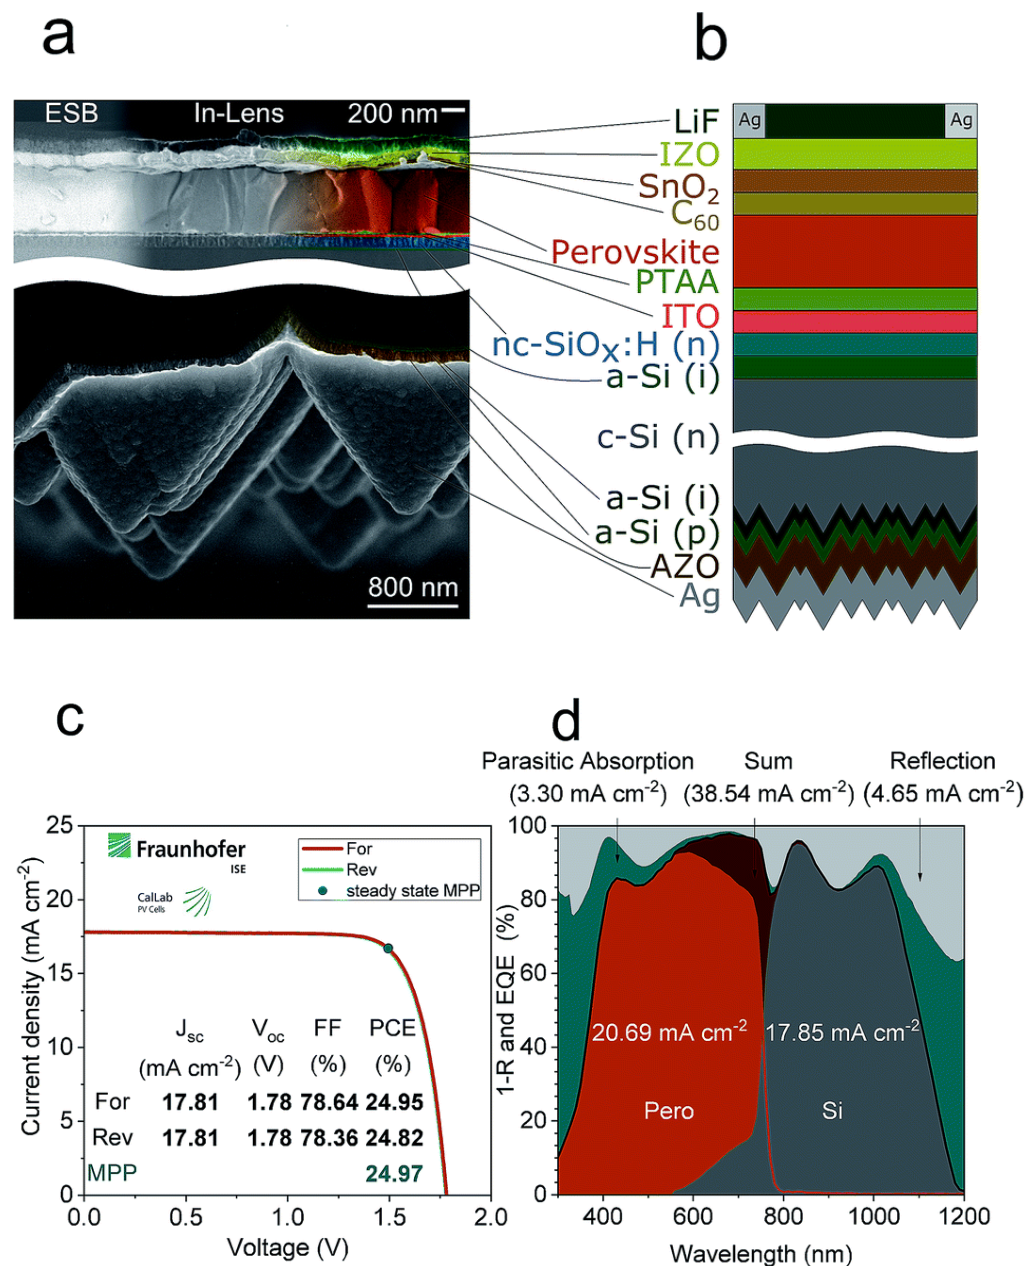 a
b
ESB
In-Lens
200 nm
800 nm
LiF
IZO
SnO₂
C₆₀
Perovskite
PTAA
ITO
nc-SiOₓ:H (n)
a-Si (i)
c-Si (n)
a-Si (i)
a-Si (p)
AZO
Ag
Ag
Ag
c
25
20
15
10
5
0
0.0
0.5
1.0
1.5
2.0
Current density (mA cm⁻²)
Voltage (V)
Fraunhofer
ISE
CalLab
PV Cells
For
Rev
steady state MPP
Jsc Voc FF PCE
(mA cm⁻²) (V) (%) (%)
For 17.81 1.78 78.64 24.95
Rev 17.81 1.78 78.36 24.82
MPP 24.97
d
Parasitic Absorption
(3.30 mA cm⁻²)
Sum
(38.54 mA cm⁻²)
Reflection
(4.65 mA cm⁻²)
100
80
60
40
20
0
400
600
800
1000
1200
1-R and EQE (%)
Wavelength (nm)
20.69 mA cm⁻²
17.85 mA cm⁻²
Pero
Si